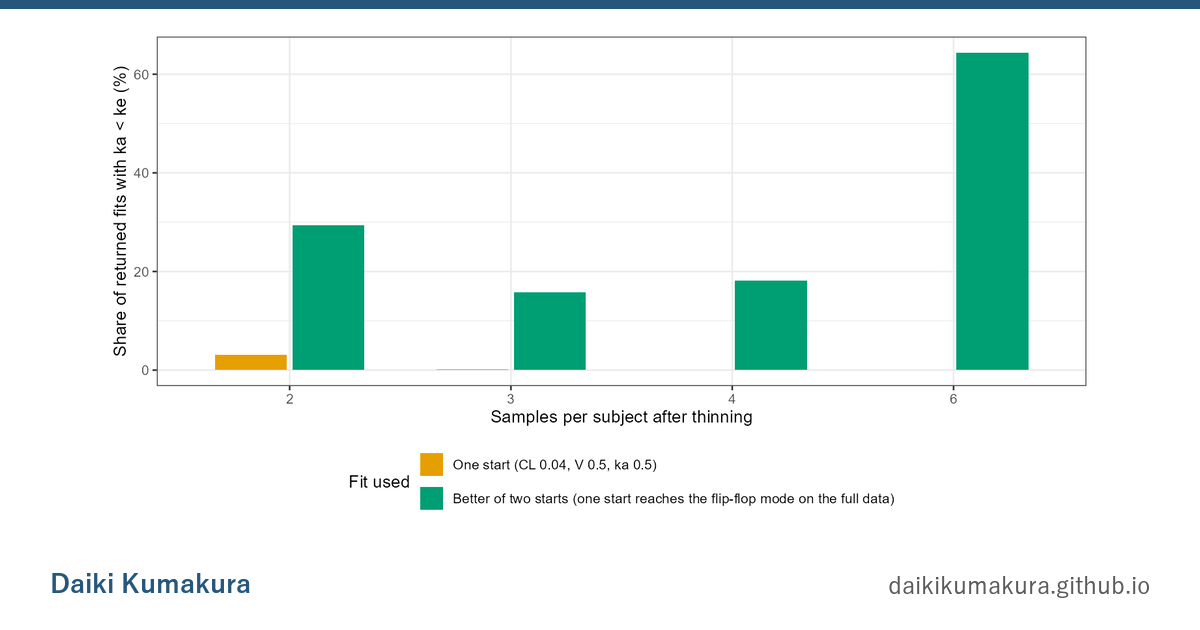 Share of returned fits with ka < ke (%)
60
40
20
0
2
3
4
6
Samples per subject after thinning
Fit used
One start (CL 0.04, V 0.5, ka 0.5)
Better of two starts (one start reaches the flip-flop mode on the full data)
Daiki Kumakura
daikikumakura.github.io